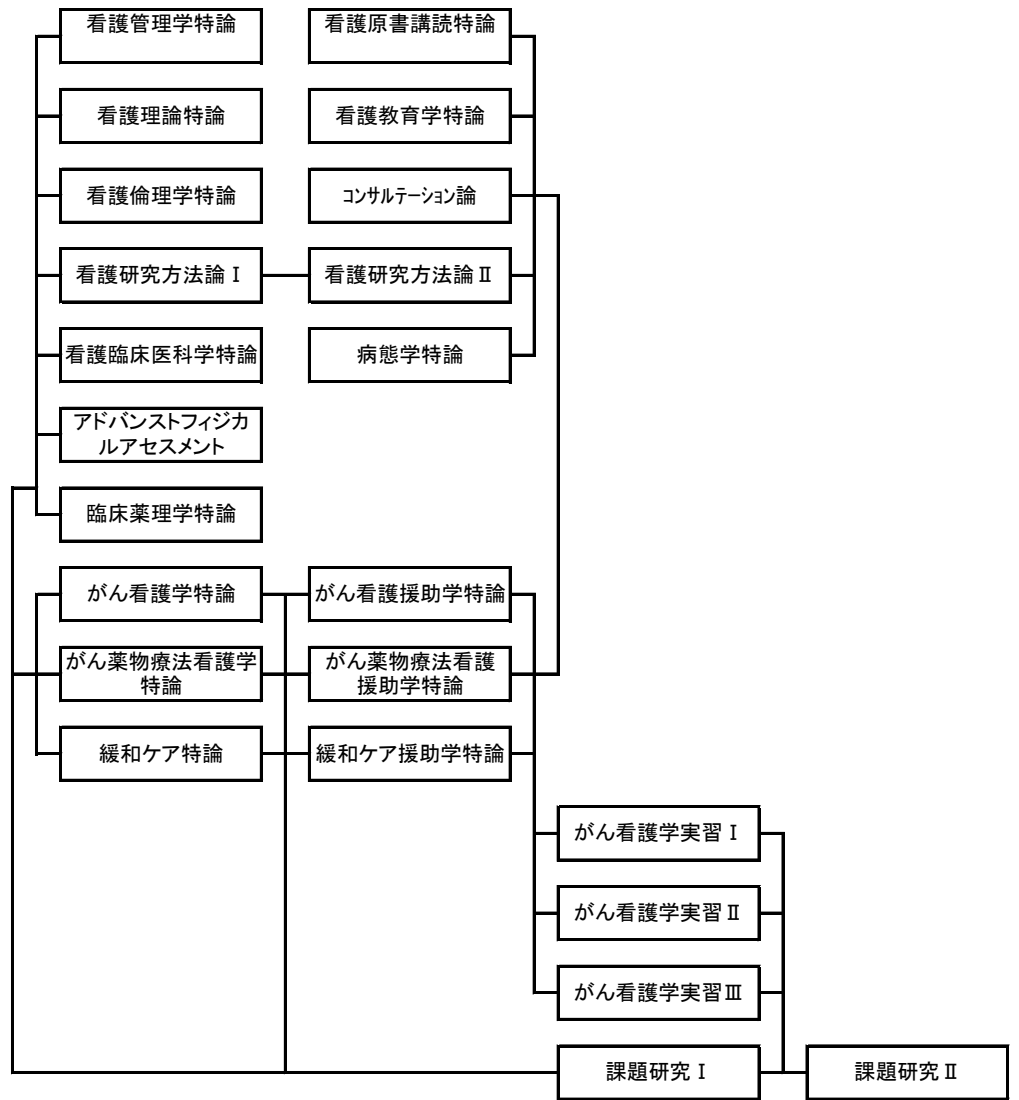 看護管理学特論
看護原書講読特論
看護理論特論
看護教育学特論
看護倫理学特論
コンサルテーション論
看護研究方法論Ⅰ
看護研究方法論Ⅱ
看護臨床医科学特論
病態学特論
アドバンストフィジカ
ルアセスメント
臨床薬理学特論
がん看護学特論
がん看護援助学特論
がん薬物療法看護学
特論
がん薬物療法看護
援助学特論
緩和ケア特論
緩和ケア援助学特論
がん看護学実習Ⅰ
がん看護学実習Ⅱ
がん看護学実習Ⅲ
課題研究Ⅰ
課題研究Ⅱ